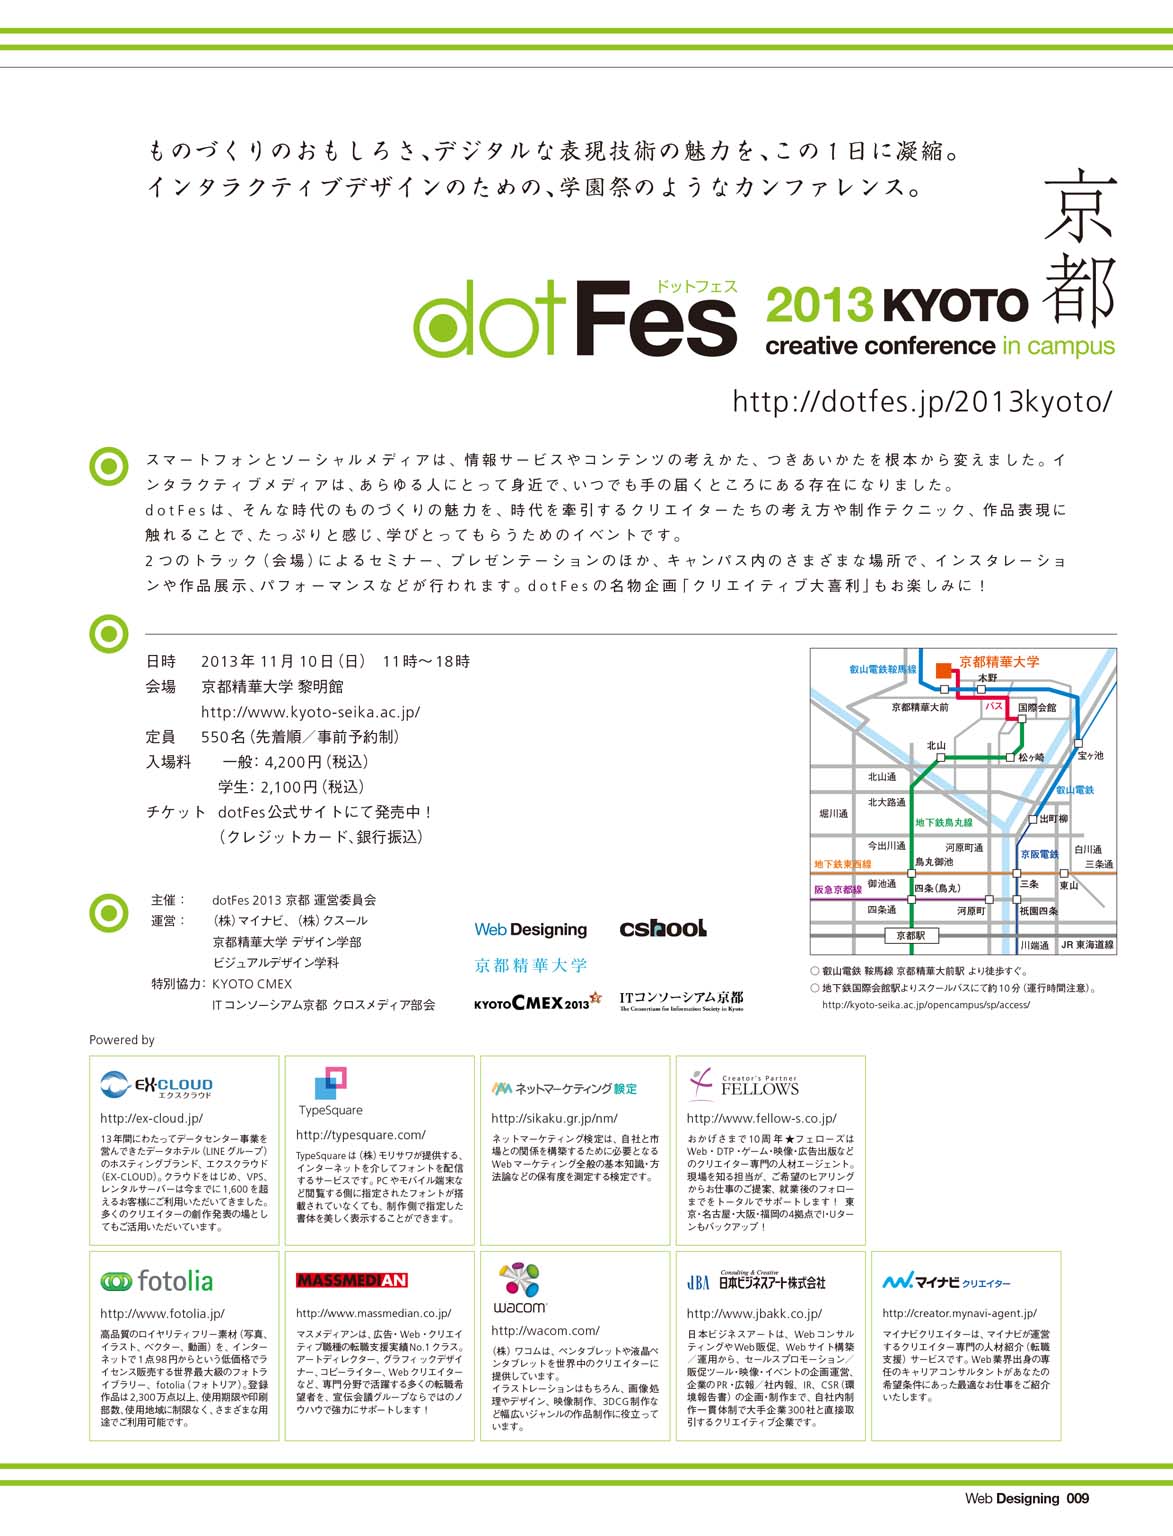 ものづくりのおもしろさ、デジタルな表現技術の魅力を、この1日に凝縮。
インタラクティブデザインのための、学園祭のようなカンファレンス。
京都
dotFes ドットフェス 2013 KYOTO
creative conference in campus
http://dotfes.jp/2013kyoto/
スマートフォンとソーシャルメディアは、情報サービスやコンテンツの考えかた、つきあいかたを根本から変えました。イ
ンタラクティブメディアは、あらゆる人にとって身近で、いつでも手の届くところにある存在になりました。
dotFesは、そんな時代のものづくりの魅力を、時代を牽引するクリエイターたちの考え方や制作テクニック、作品表現に
触れることで、たっぷりと感じ、学びとってもらうためのイベントです。
2つのトラック（会場）によるセミナー、プレゼンテーションのほか、キャンパス内のさまざまな場所で、インスタレーショ
ンや作品展示、パフォーマンスなどが行われます。dotFesの名物企画「クリエイティブ大喜利」もお楽しみに！
日時 2013年11月10日（日） 11時〜18時
会場 京都精華大学 黎明館
http://www.kyoto-seika.ac.jp/
定員 550名（先着順／事前予約制）
入場料 一般：4,200円（税込）
学生：2,100円（税込）
チケット dotFes公式サイトにて発売中！
（クレジットカード、銀行振込）
叡山電鉄鞍馬線
京都精華大学
木野
京都精華大前
バス
国際会館
北山
松ヶ崎
宝ヶ池
北山通
叡山電鉄
北大路通
堀川通
地下鉄烏丸線
出町柳
今出川通
河原町通
京阪電鉄
白川通
地下鉄東西線
烏丸御池
三条通
阪急京都線
御池通
四条（烏丸）
三条
東山
四条通
河原町
祇園四条
京都駅
川端通
JR 東海道線
○ 叡山電鉄 鞍馬線 京都精華大前駅 より徒歩すぐ。
○ 地下鉄国際会館駅よりスクールバスにて約10分（運行時間注意）。
http://kyoto-seika.ac.jp/opencampus/sp/access/
主催： dotFes 2013 京都 運営委員会
運営： （株）マイナビ、（株）クスール
京都精華大学 デザイン学部
ビジュアルデザイン学科
特別協力： KYOTO CMEX
ITコンソーシアム京都 クロスメディア部会
Web Designing
cshool
京都精華大学
KYOTO CMEX 2013
ITコンソーシアム京都
The Consortium for Information Society in Kyoto
Powered by
EX-CLOUD
エクスクラウド
http://ex-cloud.jp/
13年間にわたってデータセンター事業を
営んできたデータホテル（LINEグループ）
のホスティングブランド、エクスクラウド
（EX-CLOUD）。クラウドをはじめ、VPS、
レンタルサーバーは今までに1,600を超
えるお客様にご利用いただいてきました。
多くのクリエイターの創作発表の場とし
てもご活用いただいています。
TypeSquare
http://typesquare.com/
TypeSquareは（株）モリサワが提供する、
インターネットを介してフォントを配信
するサービスです。PCやモバイル端末な
ど閲覧する側に指定されたフォントが搭
載されていなくても、制作側で指定した
書体を美しく表示することができます。
ネットマーケティング検定
http://sikaku.gr.jp/nm/
ネットマーケティング検定は、自社と市
場との関係を構築するために必要となる
Webマーケティング全般の基本知識・方
法論などの保有度を測定する検定です。
Creator's Partner
FELLOWS
http://www.fellow-s.co.jp/
おかげさまで10周年★フェローズは
Web・DTP・ゲーム・映像・広告出版など
のクリエイター専門の人材エージェント。
現場を知る担当が、ご希望のヒアリング
からお仕事のご提案、就業後のフォロー
までをトータルでサポートします！ 東
京・名古屋・大阪・福岡の4拠点でI・Uター
ンもバックアップ！
fotolia
http://www.fotolia.jp/
高品質のロイヤリティフリー素材（写真、
イラスト、ベクター、動画）を、インター
ネットで1点98円からという低価格でラ
イセンス販売する世界最大級のフォトラ
イブラリー、fotolia（フォトリア）。登録
作品は2,300万点以上、使用期限や印刷
部数、使用地域に制限なく、さまざまな用
途でご利用可能です。
MASSMEDIAN
http://www.massmedian.co.jp/
マスメディアンは、広告・Web・クリエイ
ティブ職種の転職支援実績No.1クラス。
アートディレクター、グラフィックデザイ
ナー、コピーライター、Webクリエイター
など、専門分野で活躍する多くの転職希
望者を、宣伝会議グループならではのノ
ウハウで強力にサポートします！
wacom
http://wacom.com/
（株）ワコムは、ペンタブレットや液晶ペ
ンタブレットを世界中のクリエイターに
提供しています。
イラストレーションはもちろん、画像処
理やデザイン、映像制作、3DCG制作な
ど幅広いジャンルの作品制作に役立って
います。
Consulting & Creative
JBA 日本ビジネスアート株式会社
http://www.jbakk.co.jp/
日本ビジネスアートは、Webコンサル
ティングやWeb販促、Webサイト構築
／運用から、セールスプロモーション／
販促ツール・映像・イベントの企画運営、
企業のPR・広報／社内報、IR、CSR（環
境報告書）の企画・制作まで、自社内制
作一貫体制で大手企業300社と直接取
引するクリエイティブ企業です。
マイナビクリエイター
http://creator.mynavi-agent.jp/
マイナビクリエイターは、マイナビが運営
するクリエイター専門の人材紹介（転職
支援）サービスです。Web業界出身の専
任のキャリアコンサルタントがあなたの
希望条件にあった最適なお仕事をご紹介
いたします。
Web Designing 009